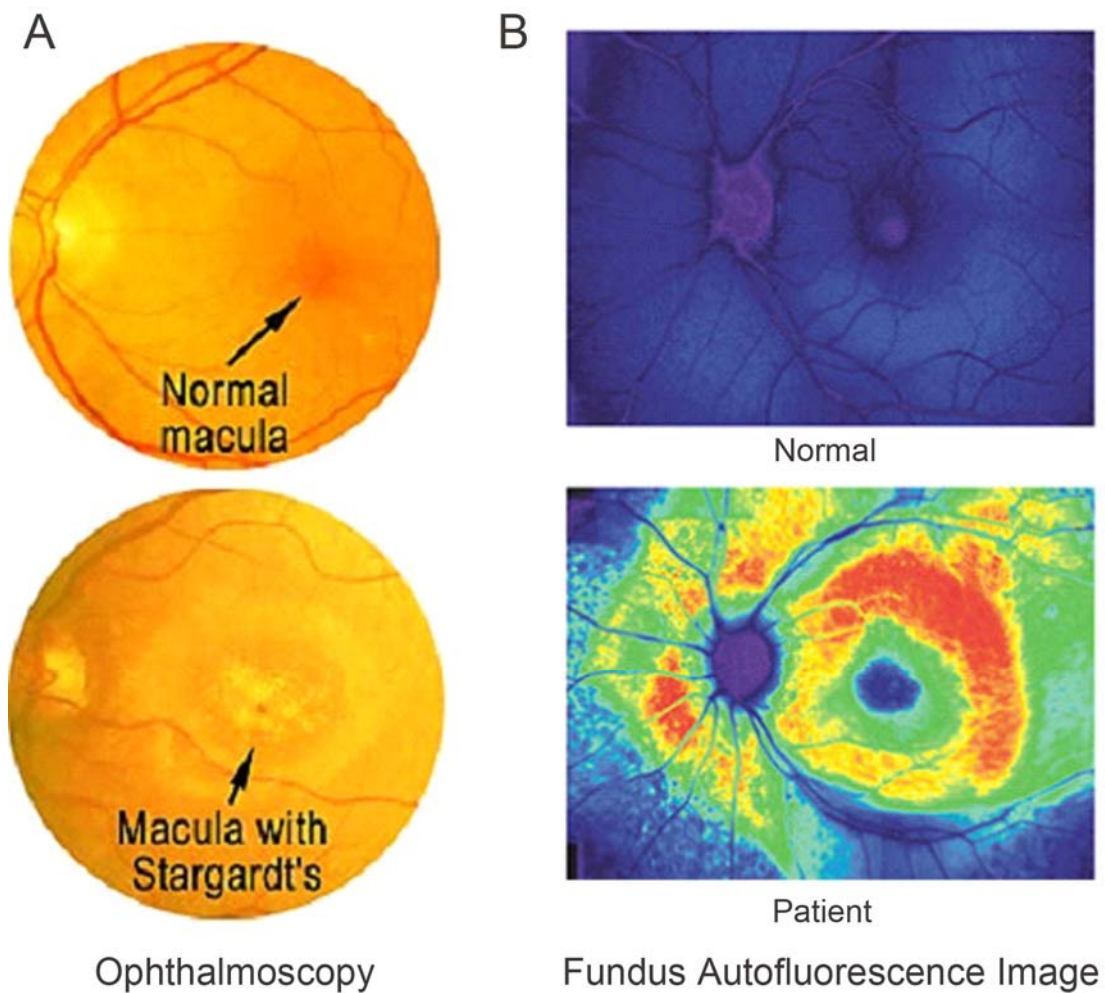 A
Normal
macula
Macula with
Stargardt's
Ophthalmoscopy
B
Normal
Patient
Fundus Autofluorescence Image